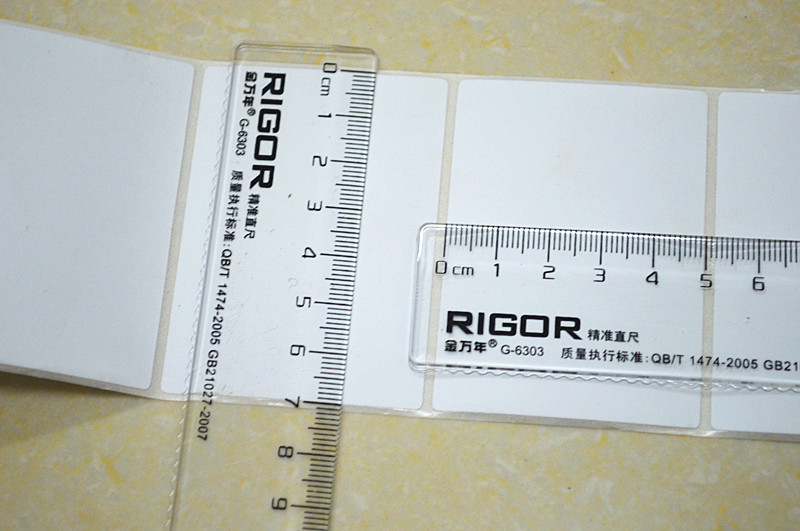 RIGOR 精准直尺
金万年® G-6303 质量执行标准:QB/T 1474-2005 GB21027-2007
0 cm 1 2 3 4 5 6 7 8 9
0 cm 1 2 3 4 5 6
RIGOR 精准直尺
金万年® G-6303 质量执行标准:QB/T 1474-2005 GB21